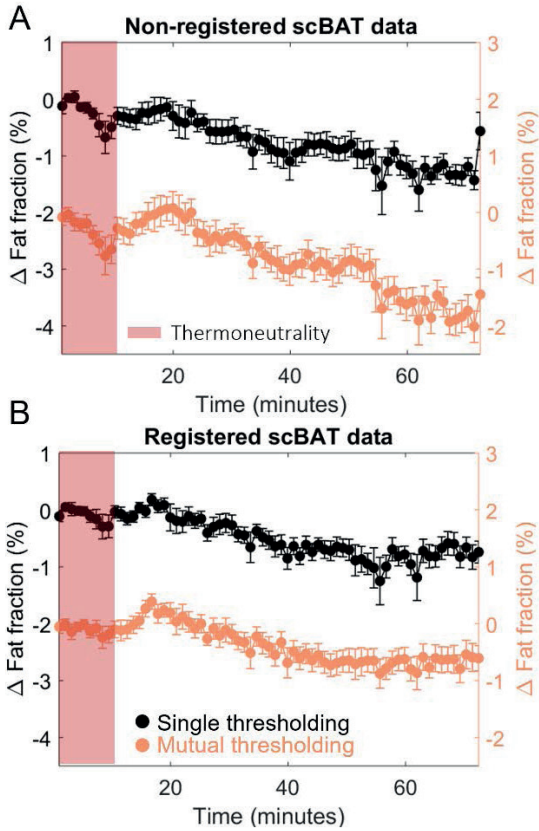 A
Non-registered scBAT data
1
0
-1
-2
-3
-4
Δ Fat fraction (%)
3
2
1
0
-1
-2
Δ Fat fraction (%)
Thermoneutrality
20 40 60
Time (minutes)
B
Registered scBAT data
1
0
-1
-2
-3
-4
Δ Fat fraction (%)
3
2
1
0
-1
-2
Δ Fat fraction (%)
Single thresholding
Mutual thresholding
20 40 60
Time (minutes)